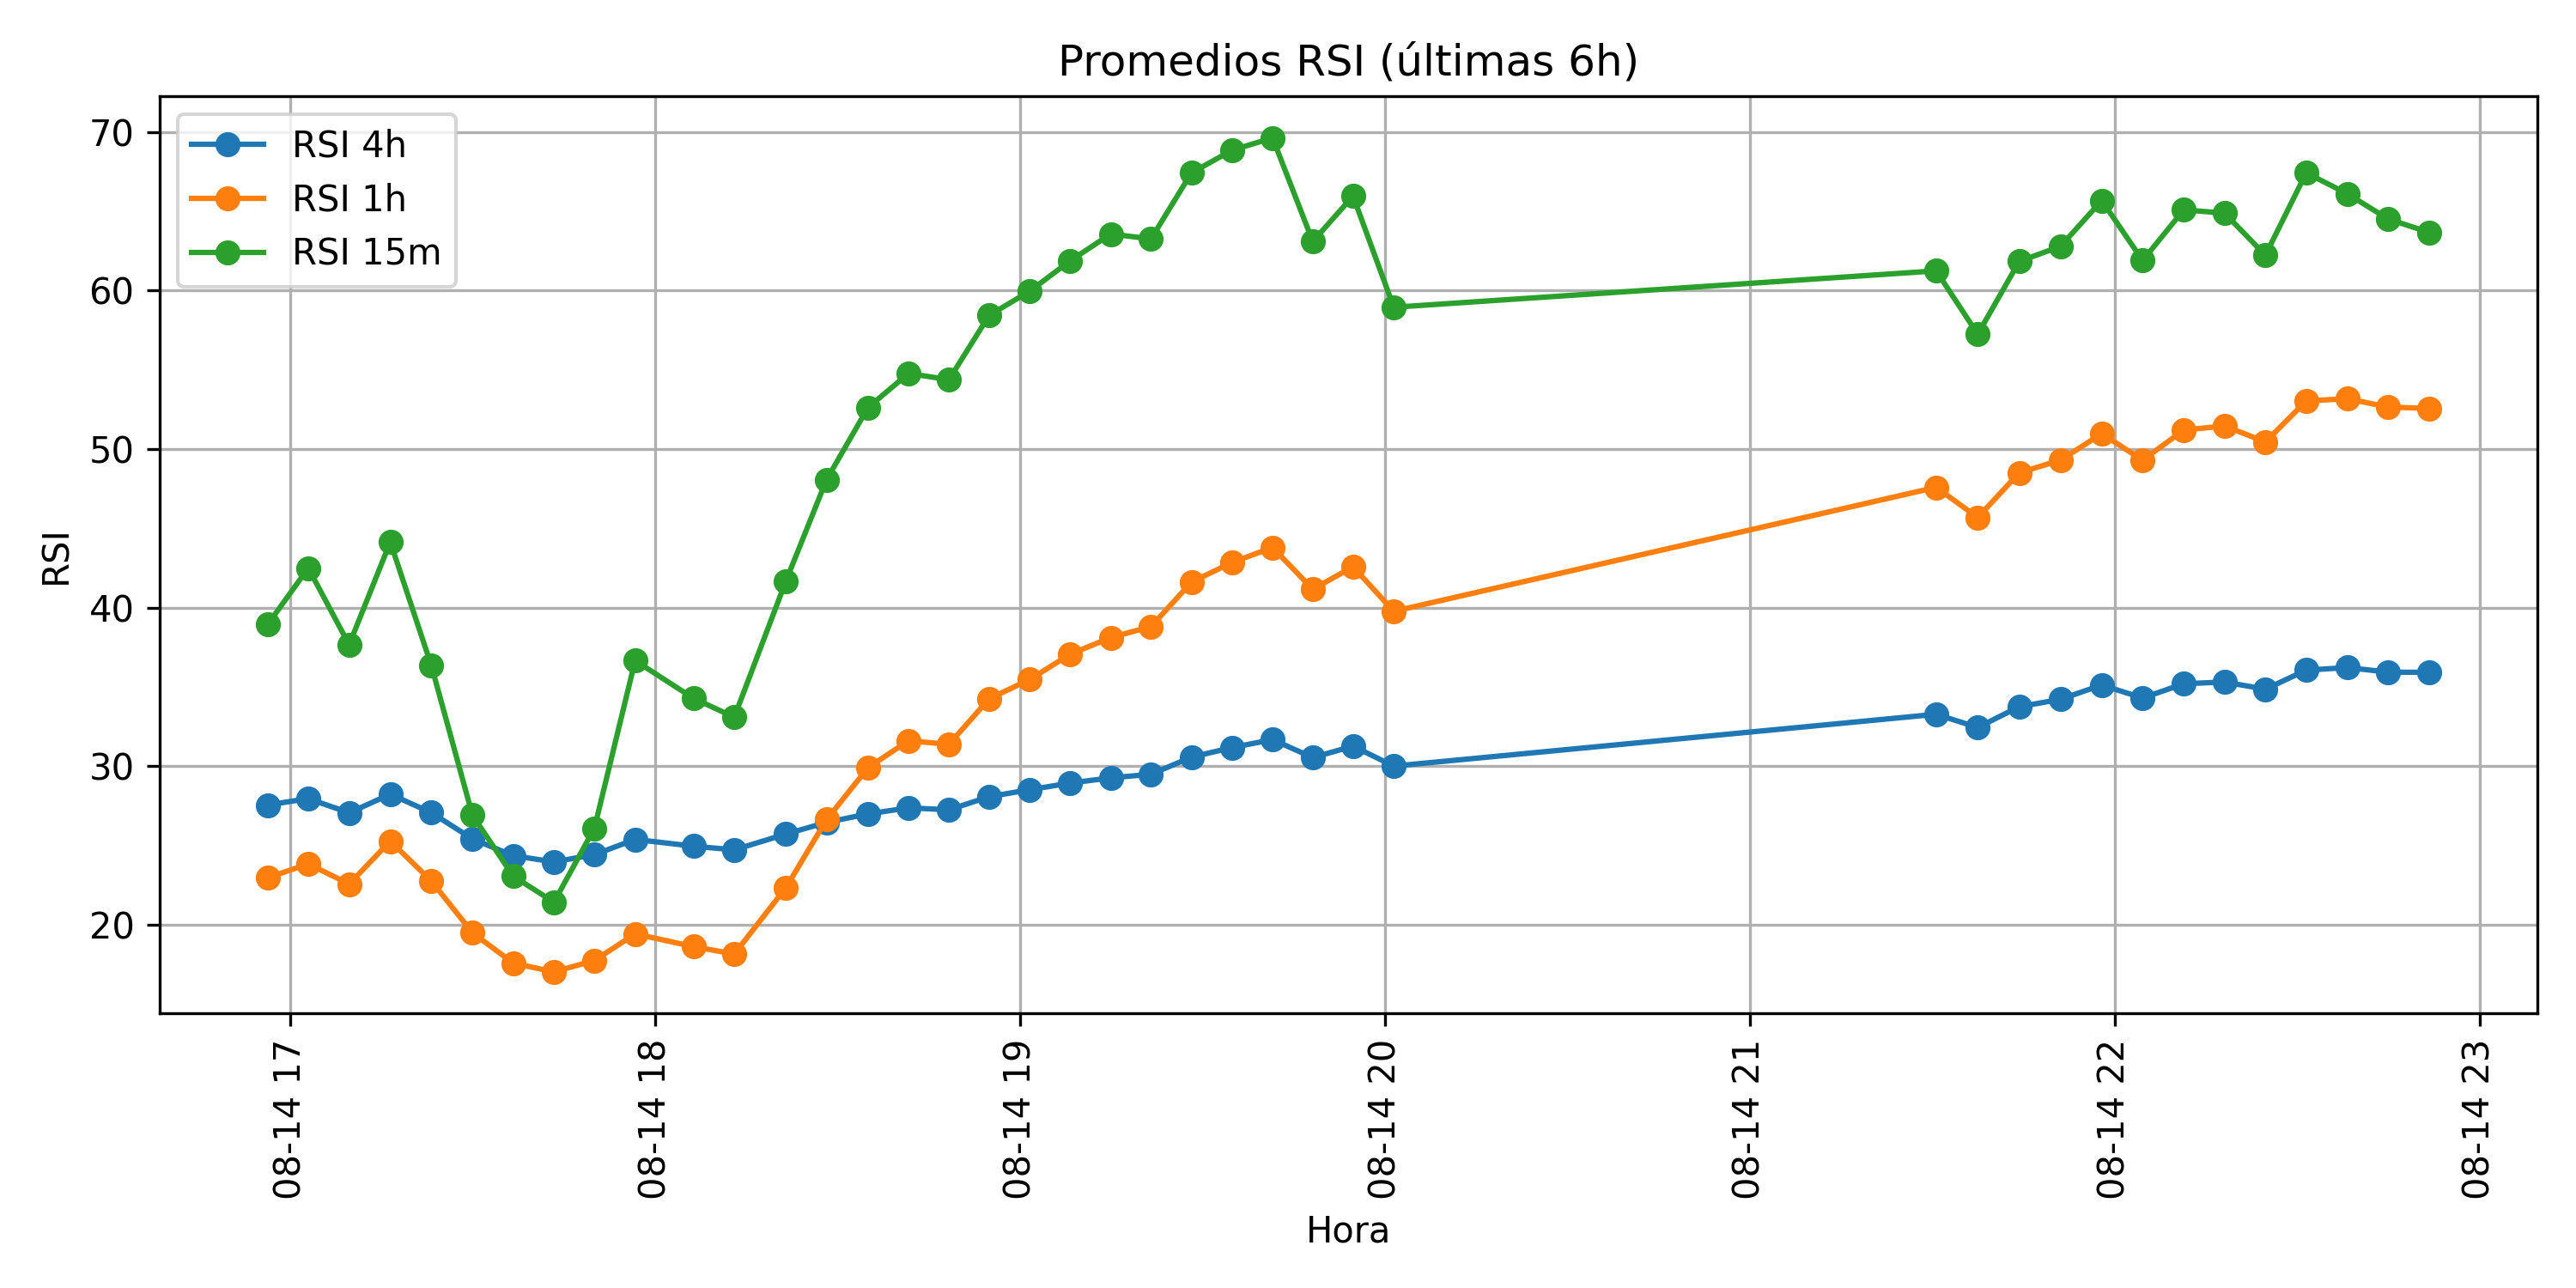 Promedios RSI (últimas 6h)
RSI 4h
RSI 1h
RSI 15m
70
60
50
40
30
20
RSI
08-14 17
08-14 18
08-14 19
08-14 20
08-14 21
08-14 22
08-14 23
Hora